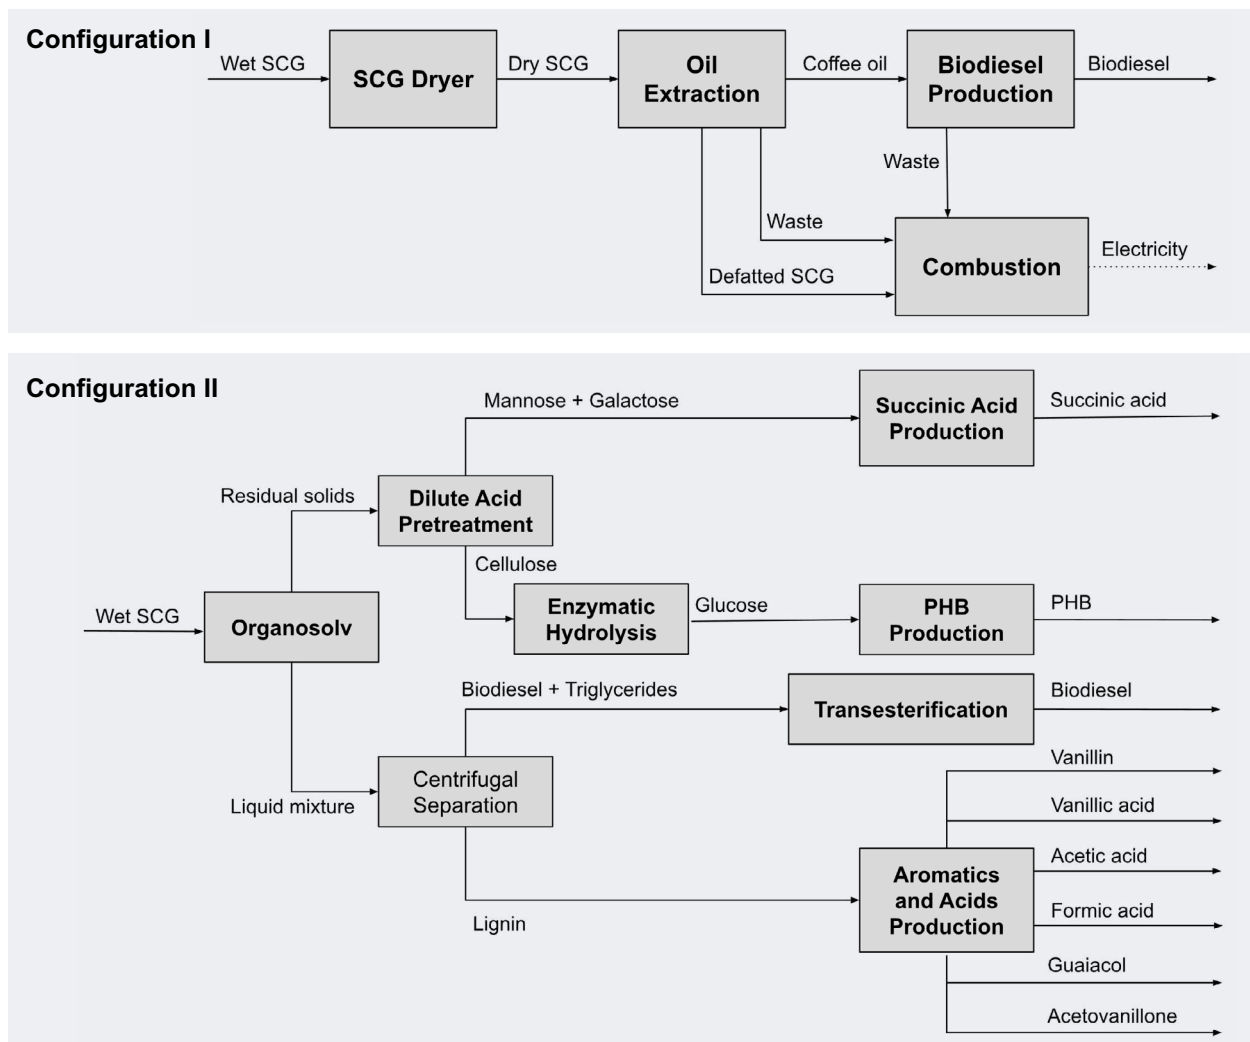 Configuration I
Wet SCG
SCG Dryer
Dry SCG
Oil
Extraction
Coffee oil
Biodiesel
Production
Biodiesel
Waste
Waste
Defatted SCG
Combustion
Electricity
Configuration II
Mannose + Galactose
Succinic Acid
Production
Succinic acid
Residual solids
Dilute Acid
Pretreatment
Cellulose
Wet SCG
Organosolv
Enzymatic
Hydrolysis
Glucose
PHB
Production
PHB
Biodiesel + Triglycerides
Transesterification
Biodiesel
Liquid mixture
Centrifugal
Separation
Lignin
Aromatics
and Acids
Production
Vanillin
Vanillic acid
Acetic acid
Formic acid
Guaiacol
Acetovanillone